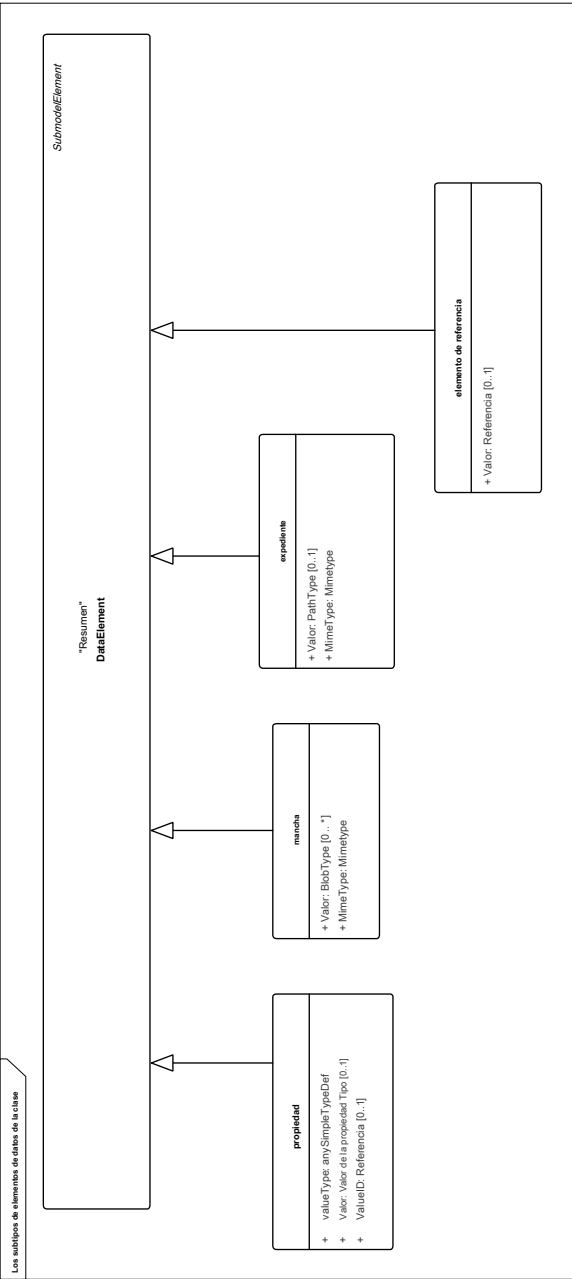 Los subtipos de elementos de datos de la clase
SubmodelElement
"Resumen"
DataElement
propiedad
+ valueType: anySimpleTypeDef
+ Valor: Valor de la propiedad Tipo [0..1]
+ ValueID: Referencia [0..1]
mancha
+ Valor: BlobType [0 .. *]
+ MimeType: Mimetype
expediente
+ Valor: PathType [0..1]
+ MimeType: Mimetype
elemento de referencia
+ Valor: Referencia [0..1]